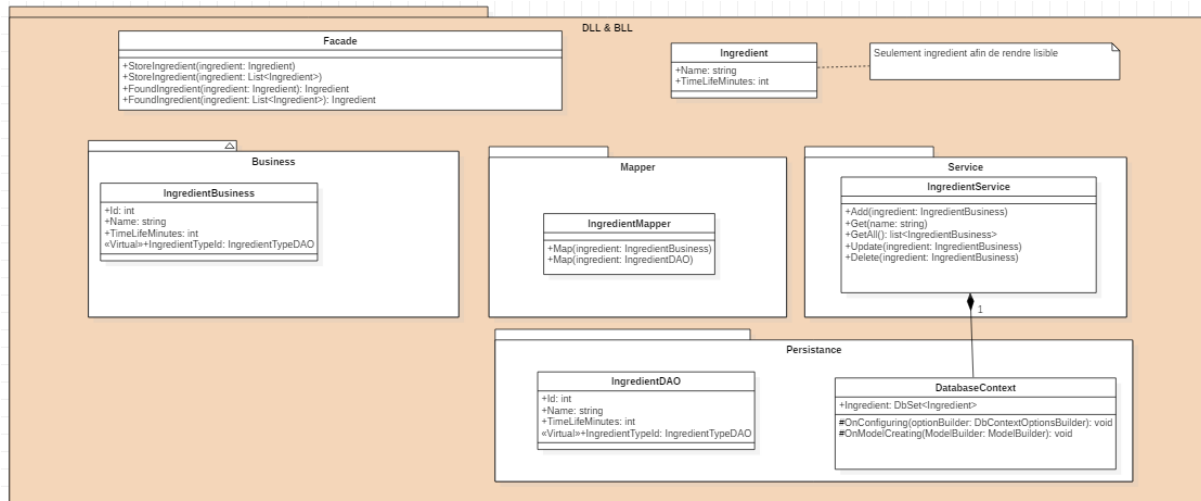 DLL & BLL
Facade
+StoreIngredient(ingredient: Ingredient)
+StoreIngredient(ingredient: List<Ingredient>)
+FoundIngredient(ingredient: Ingredient): Ingredient
+FoundIngredient(ingredient: List<Ingredient>): Ingredient
Ingredient
+Name: string
+TimeLifeMinutes: int
Seulement ingredient afin de rendre lisible
Business
IngredientBusiness
+Id: int
+Name: string
+TimeLifeMinutes: int
«Virtual»+IngredientTypeId: IngredientTypeDAO
Mapper
IngredientMapper
+Map(ingredient: IngredientBusiness)
+Map(ingredient: IngredientDAO)
Service
IngredientService
+Add(ingredient: IngredientBusiness)
+Get(name: string)
+GetAll(): list<IngredientBusiness>
+Update(ingredient: IngredientBusiness)
+Delete(ingredient: IngredientBusiness)
1
Persistance
IngredientDAO
+Id: int
+Name: string
+TimeLifeMinutes: int
«Virtual»+IngredientTypeId: IngredientTypeDAO
DatabaseContext
+Ingredient: DbSet<Ingredient>
#OnConfiguring(optionBuilder: DbContextOptionsBuilder): void
#OnModelCreating(ModelBuilder: ModelBuilder): void